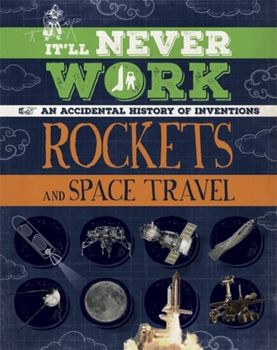 IT'LL NEVER
WORK
AN ACCIDENTAL HISTORY OF INVENTIONS
ROCKETS
AND SPACE TRAVEL